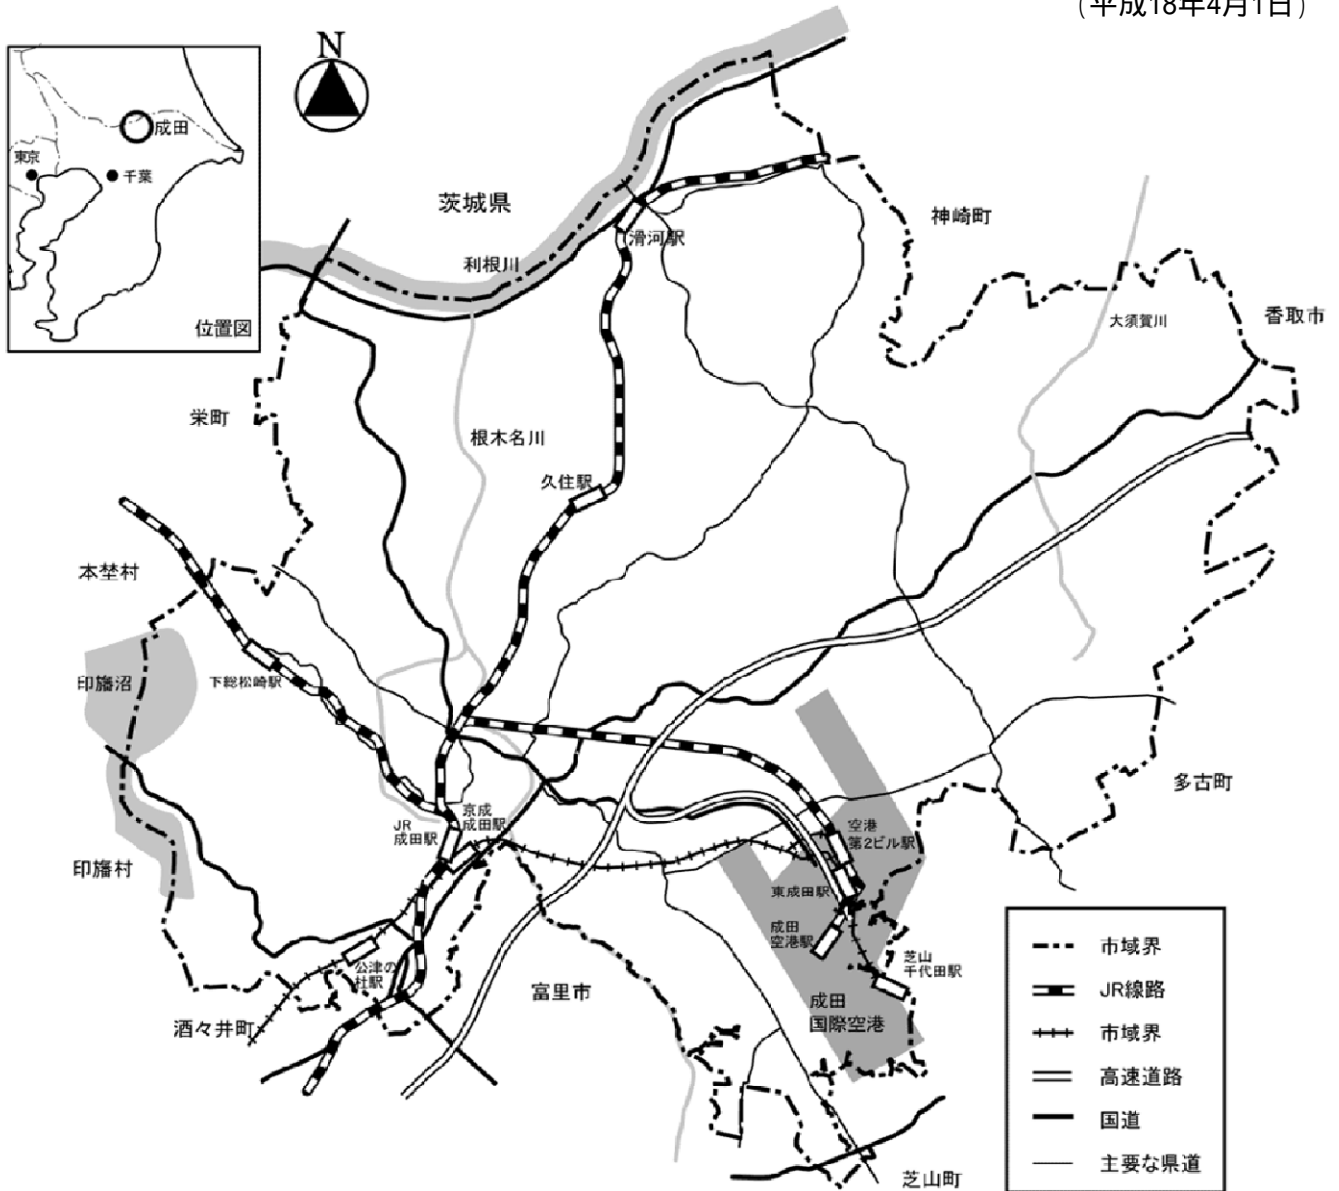 (平成18年4月1日)
N
成田
東京
千葉
位置図
茨城県
神崎町
滑河駅
利根川
香取市
大須賀川
栄町
根木名川
久住駅
本埜村
印旛沼
下総松崎駅
多古町
JR
成田駅
京成
成田駅
空港
第2ビル駅
印旛村
東成田駅
成田
空港駅
芝山
千代田駅
公津の
杜駅
富里市
成田
国際空港
酒々井町
芝山町
市域界
JR線路
市域界
高速道路
国道
主要な県道